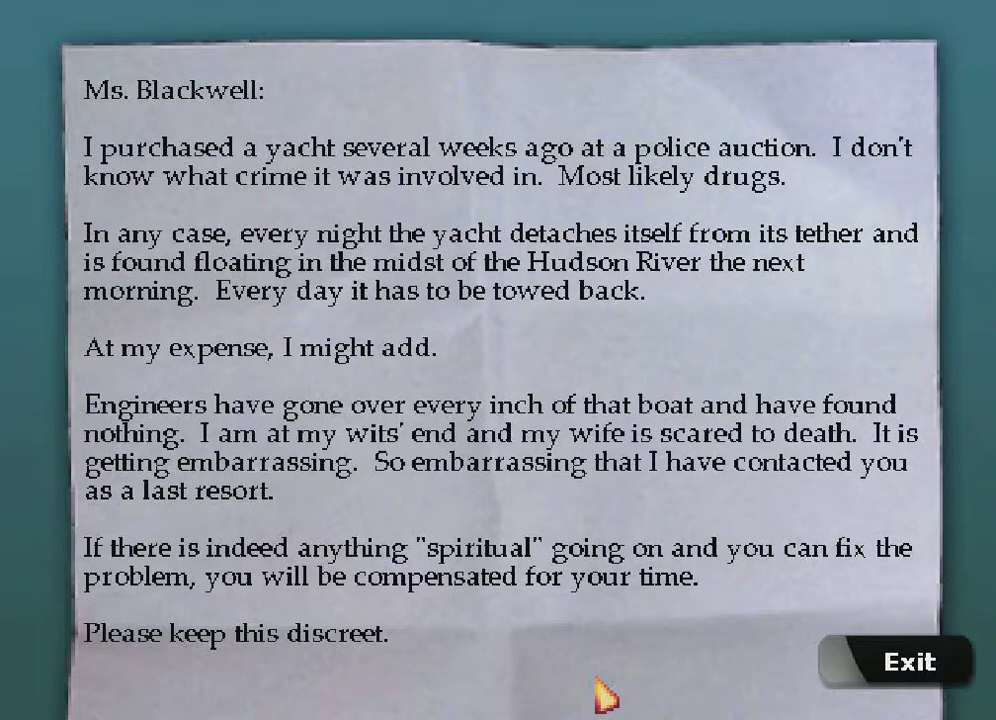 Ms. Blackwell:
I purchased a yacht several weeks ago at a police auction.  I don't
know what crime it was involved in.  Most likely drugs.
In any case, every night the yacht detaches itself from its tether and
is found floating in the midst of the Hudson River the next
morning.  Every day it has to be towed back.
At my expense, I might add.
Engineers have gone over every inch of that boat and have found
nothing.  I am at my wits' end and my wife is scared to death.  It is
getting embarrassing.  So embarrassing that I have contacted you
as a last resort.
If there is indeed anything "spiritual" going on and you can fix the
problem, you will be compensated for your time.
Please keep this discreet.
Exit